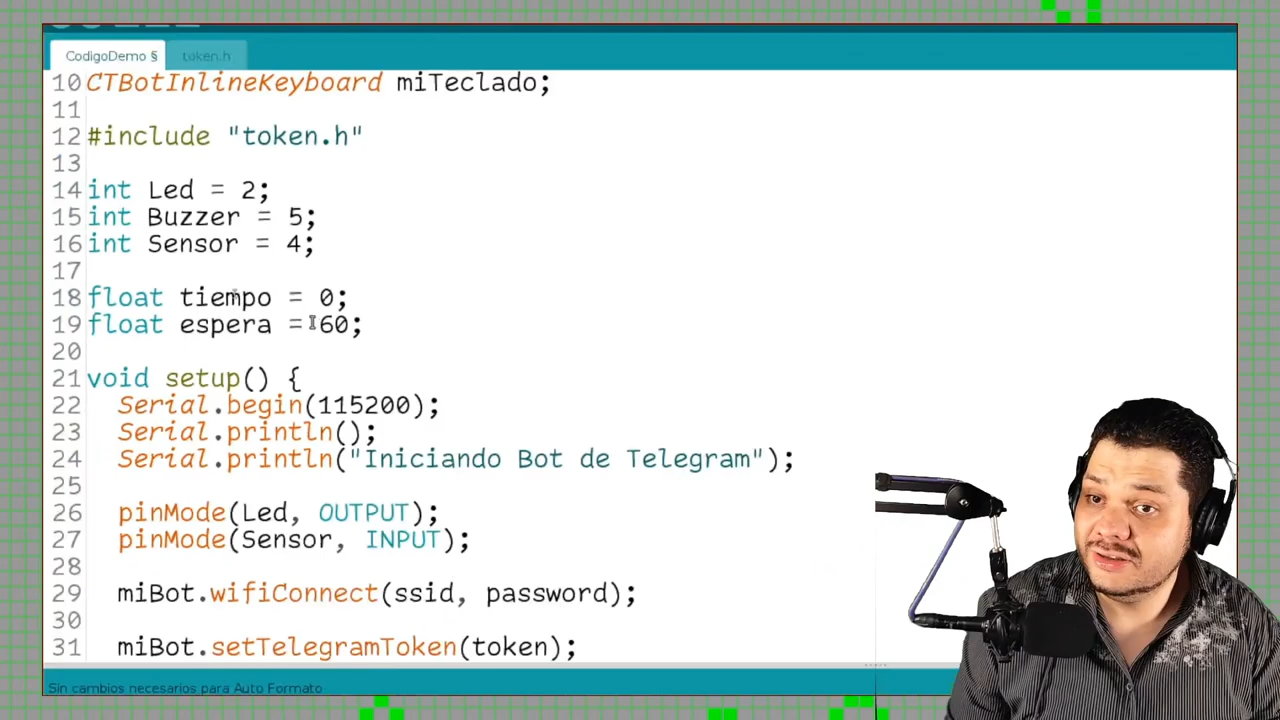 CodigoDemo §
token.h
10 CTBotInlineKeyboard miTeclado;
11
12 #include "token.h"
13
14 int Led = 2;
15 int Buzzer = 5;
16 int Sensor = 4;
17
18 float tiempo = 0;
19 float espera = 60;
20
21 void setup() {
22 Serial.begin(115200);
23 Serial.println();
24 Serial.println("Iniciando Bot de Telegram");
25
26 pinMode(Led, OUTPUT);
27 pinMode(Sensor, INPUT);
28
29 miBot.wifiConnect(ssid, password);
30
31 miBot.setTelegramToken(token);
Sin cambios necesarios para Auto Formato